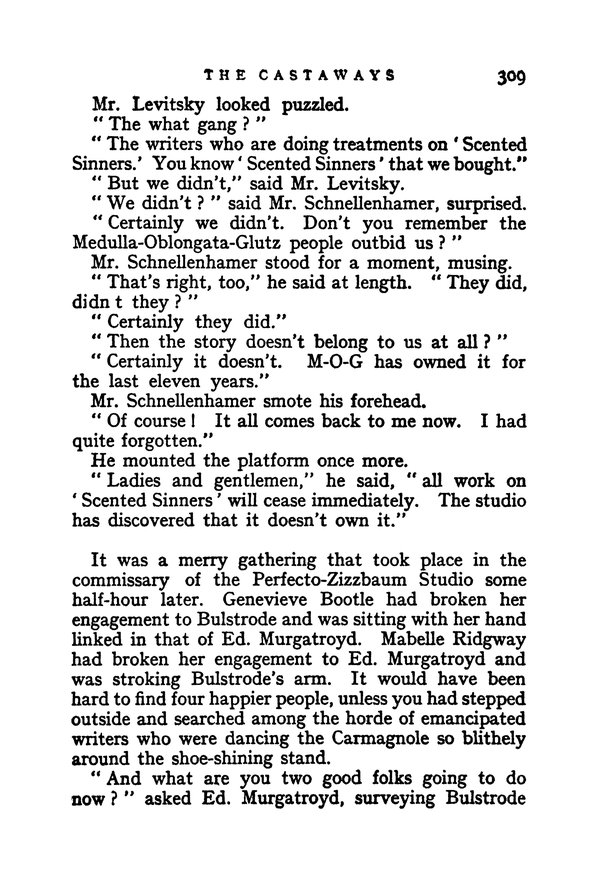 THE CASTAWAYS 309
Mr. Levitsky looked puzzled.
“ The what gang ? ”
“ The writers who are doing treatments on ‘ Scented
Sinners.’ You know ‘ Scented Sinners ’ that we bought.”
“ But we didn’t,” said Mr. Levitsky.
“ We didn’t ? ” said Mr. Schnellenhamer, surprised.
“ Certainly we didn’t. Don’t you remember the
Medulla-Oblongata-Glutz people outbid us ? ”
Mr. Schnellenhamer stood for a moment, musing.
“ That’s right, too,” he said at length. “ They did,
didn t they ? ”
“ Certainly they did.”
“ Then the story doesn’t belong to us at all ? ”
“ Certainly it doesn’t. M-O-G has owned it for
the last eleven years.”
Mr. Schnellenhamer smote his forehead.
“ Of course ! It all comes back to me now. I had
quite forgotten.”
He mounted the platform once more.
“ Ladies and gentlemen,” he said, “ all work on
‘ Scented Sinners ’ will cease immediately. The studio
has discovered that it doesn’t own it.”
It was a merry gathering that took place in the
commissary of the Perfecto-Zizzbaum Studio some
half-hour later. Genevieve Bootle had broken her
engagement to Bulstrode and was sitting with her hand
linked in that of Ed. Murgatroyd. Mabelle Ridgway
had broken her engagement to Ed. Murgatroyd and
was stroking Bulstrode’s arm. It would have been
hard to find four happier people, unless you had stepped
outside and searched among the horde of emancipated
writers who were dancing the Carmagnole so blithely
around the shoe-shining stand.
“ And what are you two good folks going to do
now ? ” asked Ed. Murgatroyd, surveying Bulstrode